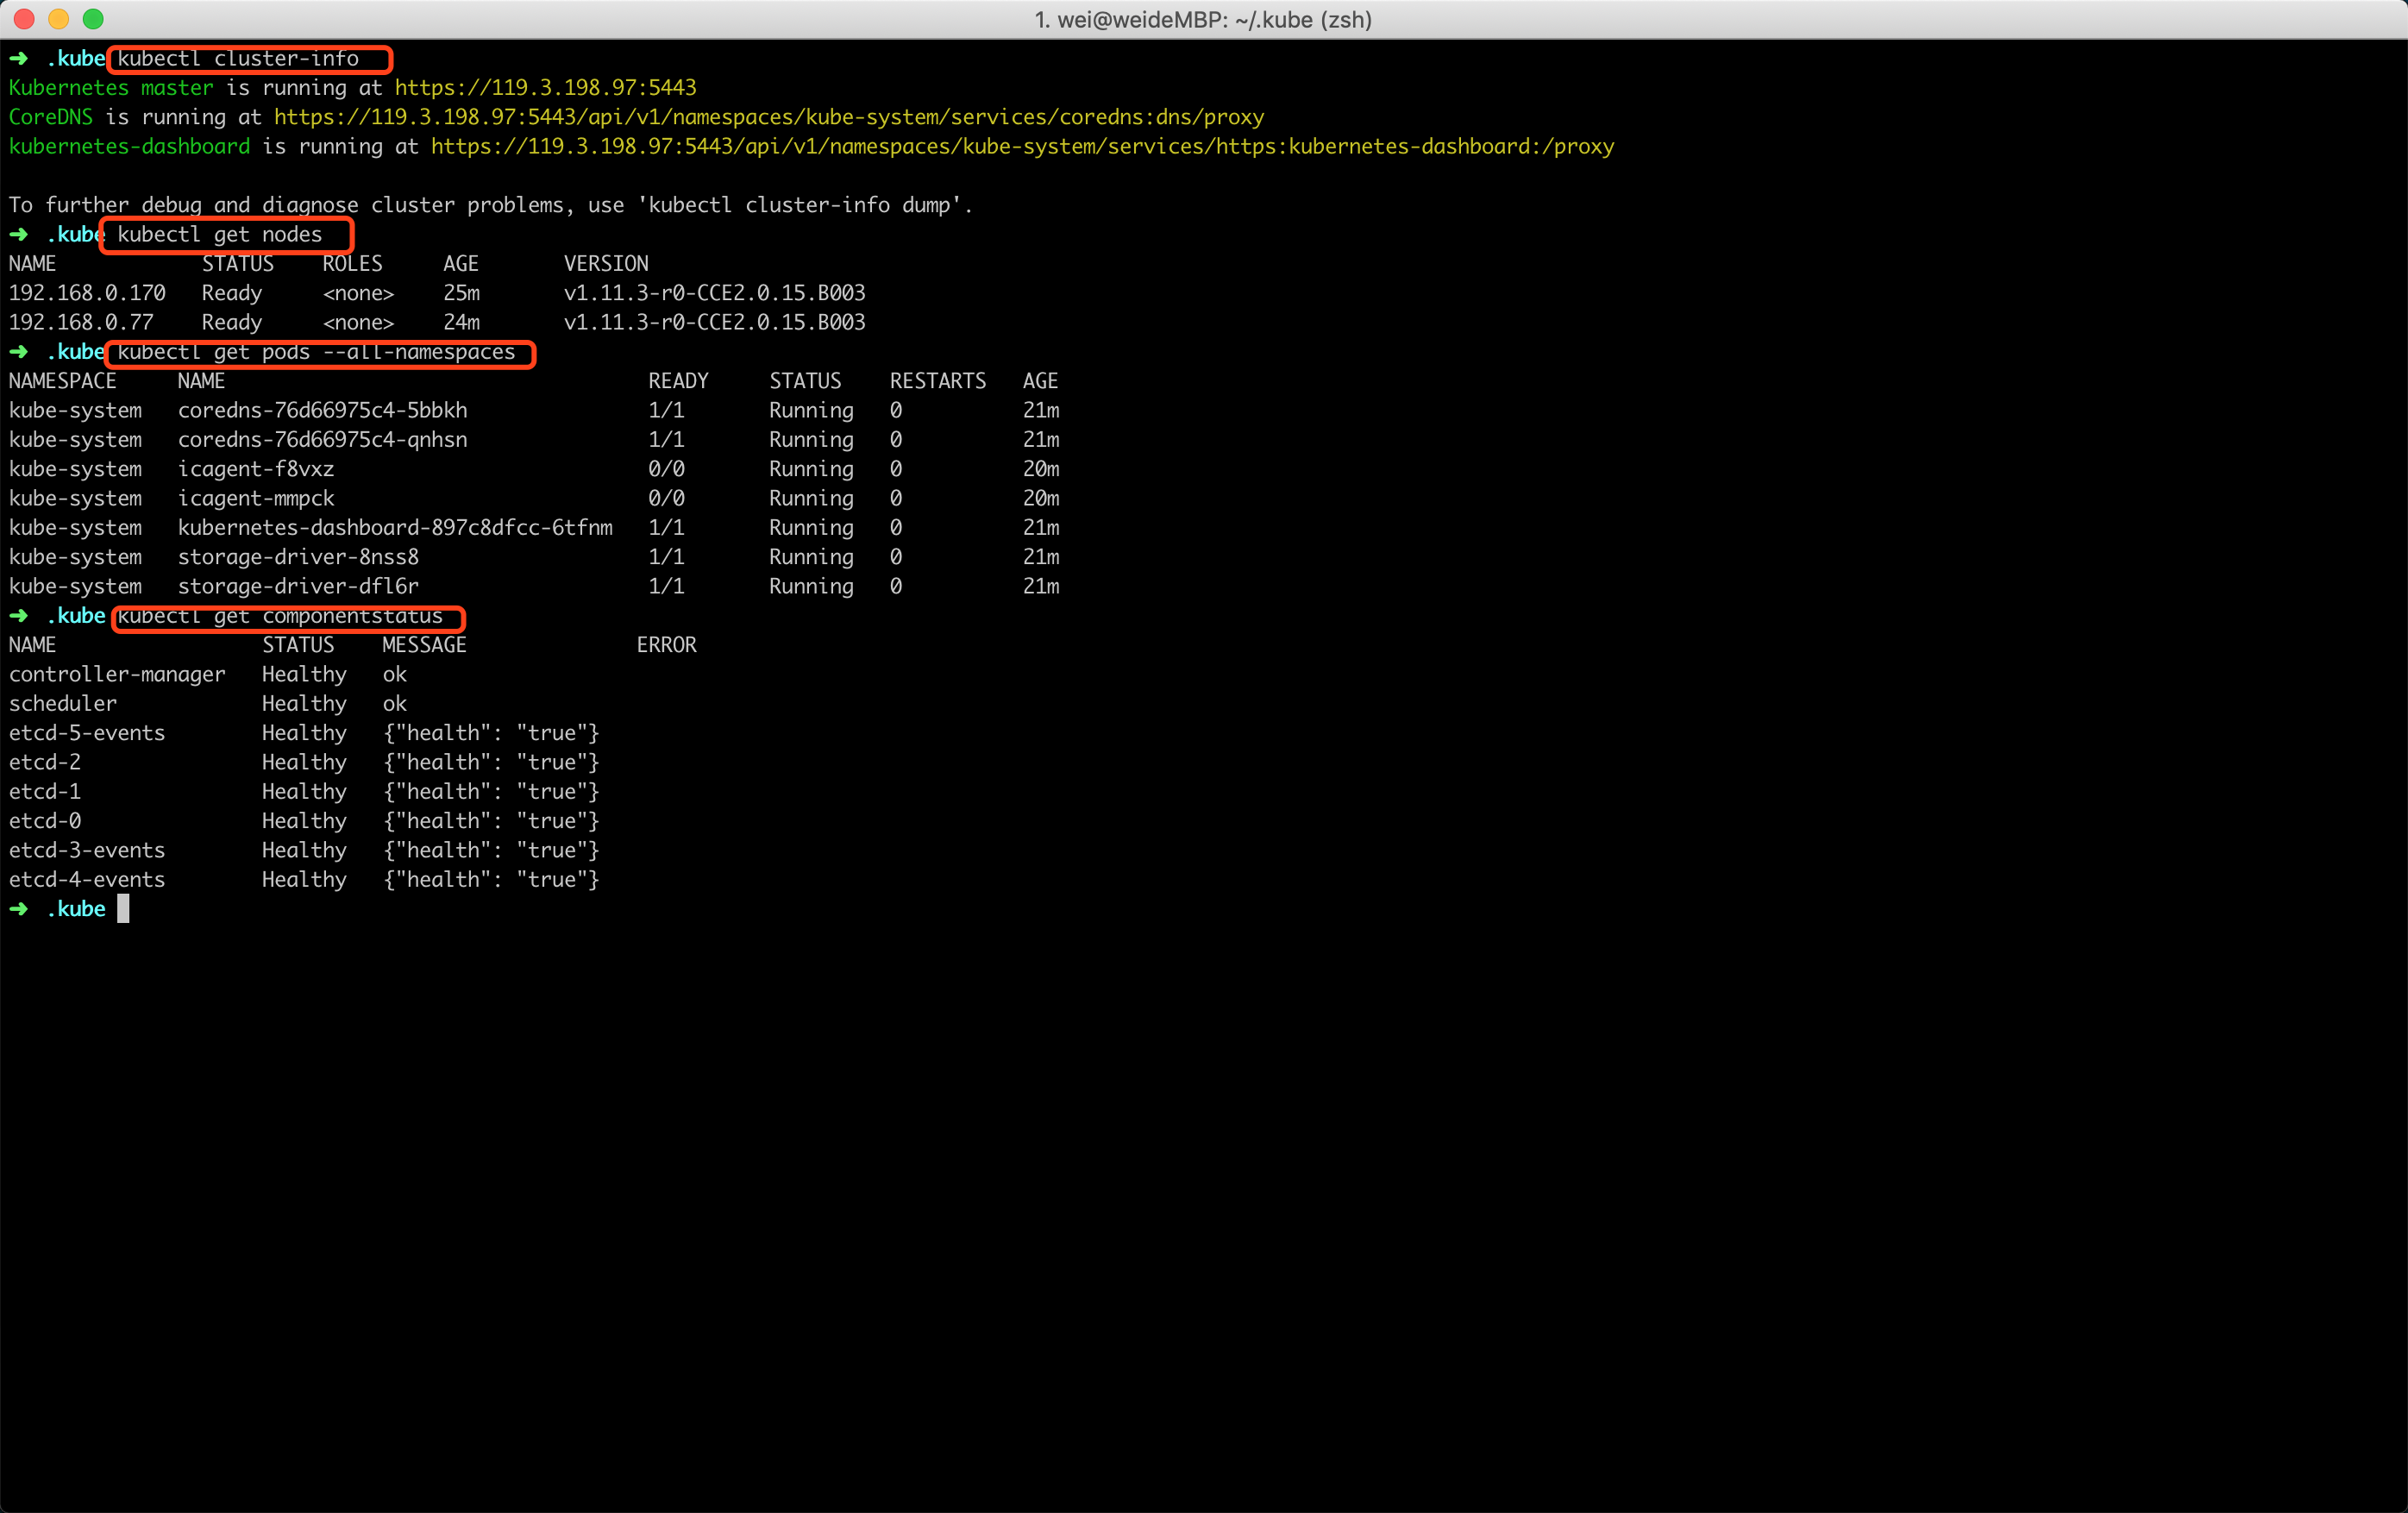 1. wei@weideMBP: ~/.kube (zsh)
➜  .kube kubectl cluster-info
Kubernetes master is running at https://119.3.198.97:5443
CoreDNS is running at https://119.3.198.97:5443/api/v1/namespaces/kube-system/services/coredns:dns/proxy
kubernetes-dashboard is running at https://119.3.198.97:5443/api/v1/namespaces/kube-system/services/https:kubernetes-dashboard:/proxy
To further debug and diagnose cluster problems, use 'kubectl cluster-info dump'.
➜  .kube kubectl get nodes
NAME            STATUS    ROLES     AGE       VERSION
192.168.0.170   Ready     <none>    25m       v1.11.3-r0-CCE2.0.15.B003
192.168.0.77    Ready     <none>    24m       v1.11.3-r0-CCE2.0.15.B003
➜  .kube kubectl get pods --all-namespaces
NAMESPACE     NAME                                   READY     STATUS    RESTARTS   AGE
kube-system   coredns-76d66975c4-5bbkh               1/1       Running   0          21m
kube-system   coredns-76d66975c4-qnhsn               1/1       Running   0          21m
kube-system   icagent-f8vxz                          0/0       Running   0          20m
kube-system   icagent-mmpck                          0/0       Running   0          20m
kube-system   kubernetes-dashboard-897c8dfcc-6tfnm   1/1       Running   0          21m
kube-system   storage-driver-8nss8                   1/1       Running   0          21m
kube-system   storage-driver-dfl6r                   1/1       Running   0          21m
➜  .kube kubectl get componentstatus
NAME                 STATUS    MESSAGE              ERROR
controller-manager   Healthy   ok
scheduler            Healthy   ok
etcd-5-events        Healthy   {"health": "true"}
etcd-2               Healthy   {"health": "true"}
etcd-1               Healthy   {"health": "true"}
etcd-0               Healthy   {"health": "true"}
etcd-3-events        Healthy   {"health": "true"}
etcd-4-events        Healthy   {"health": "true"}
➜  .kube